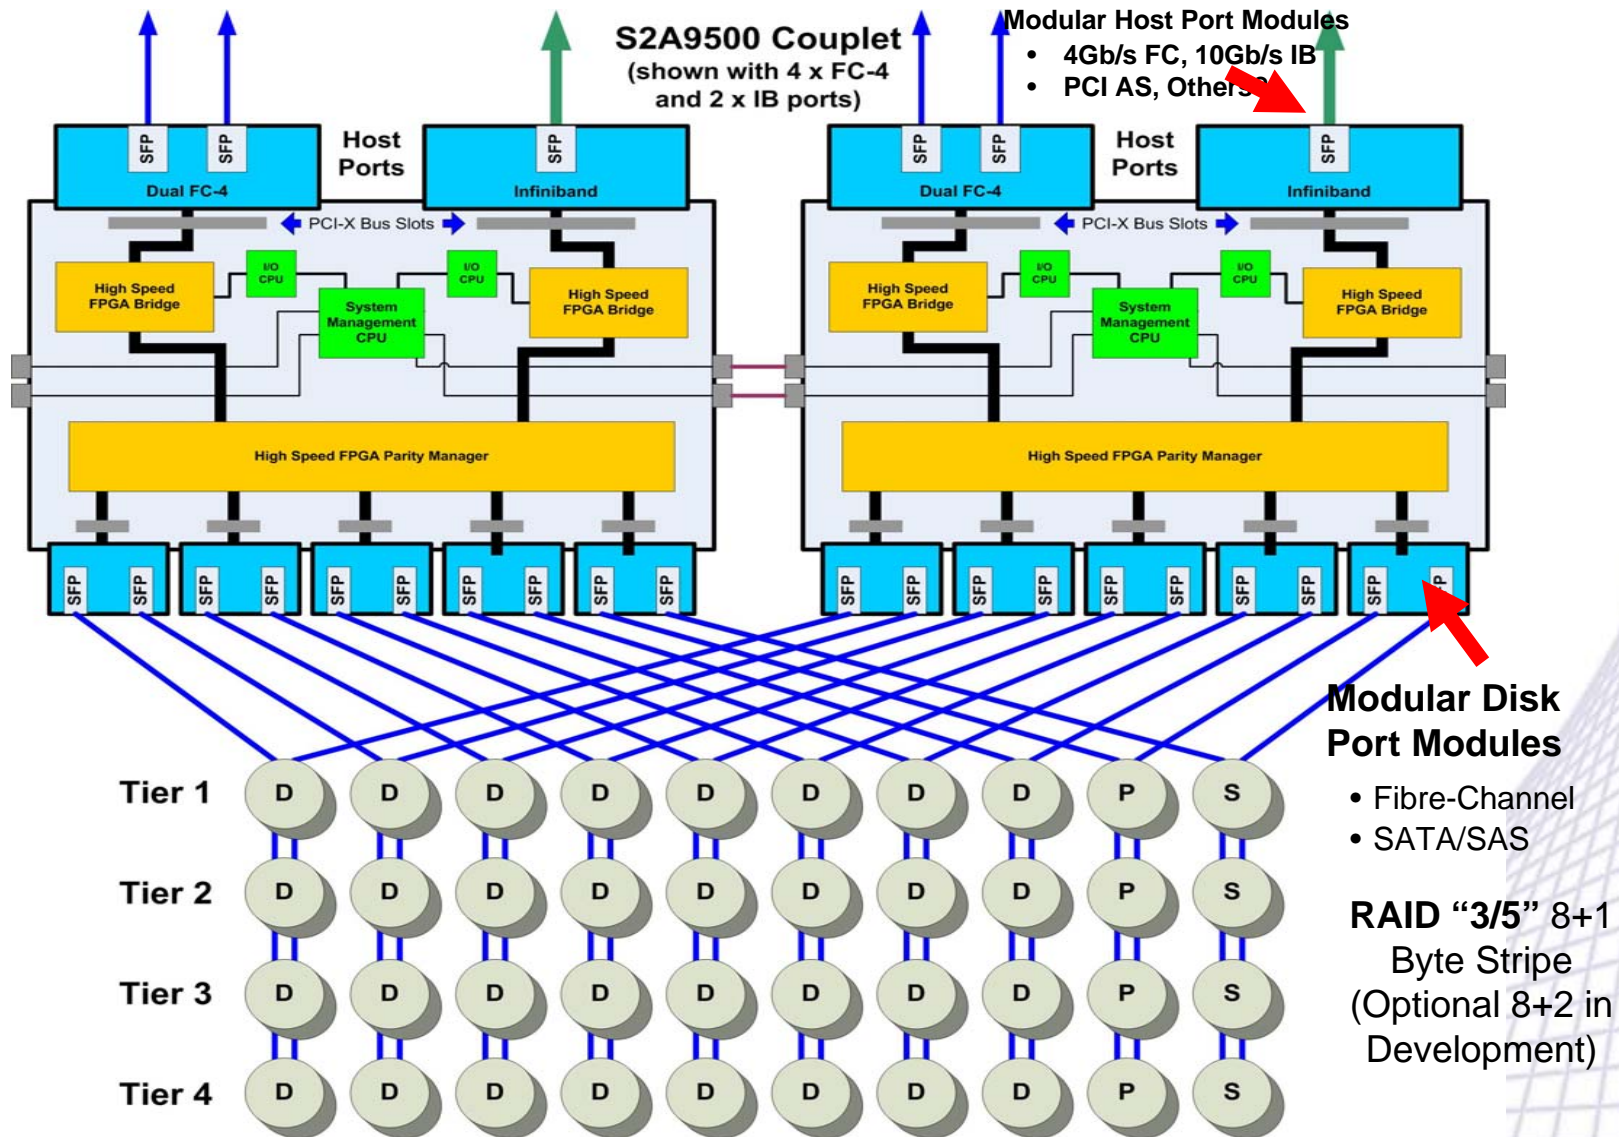 S2A9500 Couplet
(shown with 4 x FC-4
and 2 x IB ports)
Modular Host Port Modules
• 4Gb/s FC, 10Gb/s IB
• PCI AS, Others?
SFP
SFP
Host
Ports
SFP
Dual FC-4
Infiniband
PCI-X Bus Slots
High Speed
FPGA Bridge
I/O
CPU
System
Management
CPU
I/O
CPU
High Speed
FPGA Bridge
High Speed FPGA Parity Manager
SFP
SFP
SFP
SFP
SFP
SFP
SFP
SFP
SFP
SFP
SFP
SFP
Host
Ports
SFP
Dual FC-4
Infiniband
PCI-X Bus Slots
High Speed
FPGA Bridge
I/O
CPU
System
Management
CPU
I/O
CPU
High Speed
FPGA Bridge
High Speed FPGA Parity Manager
SFP
SFP
SFP
SFP
SFP
SFP
SFP
SFP
SFP
Modular Disk
Port Modules
• Fibre-Channel
• SATA/SAS
RAID “3/5” 8+1
Byte Stripe
(Optional 8+2 in
Development)
Tier 1 D D D D D D D D P S
Tier 2 D D D D D D D D P S
Tier 3 D D D D D D D D P S
Tier 4 D D D D D D D D P S